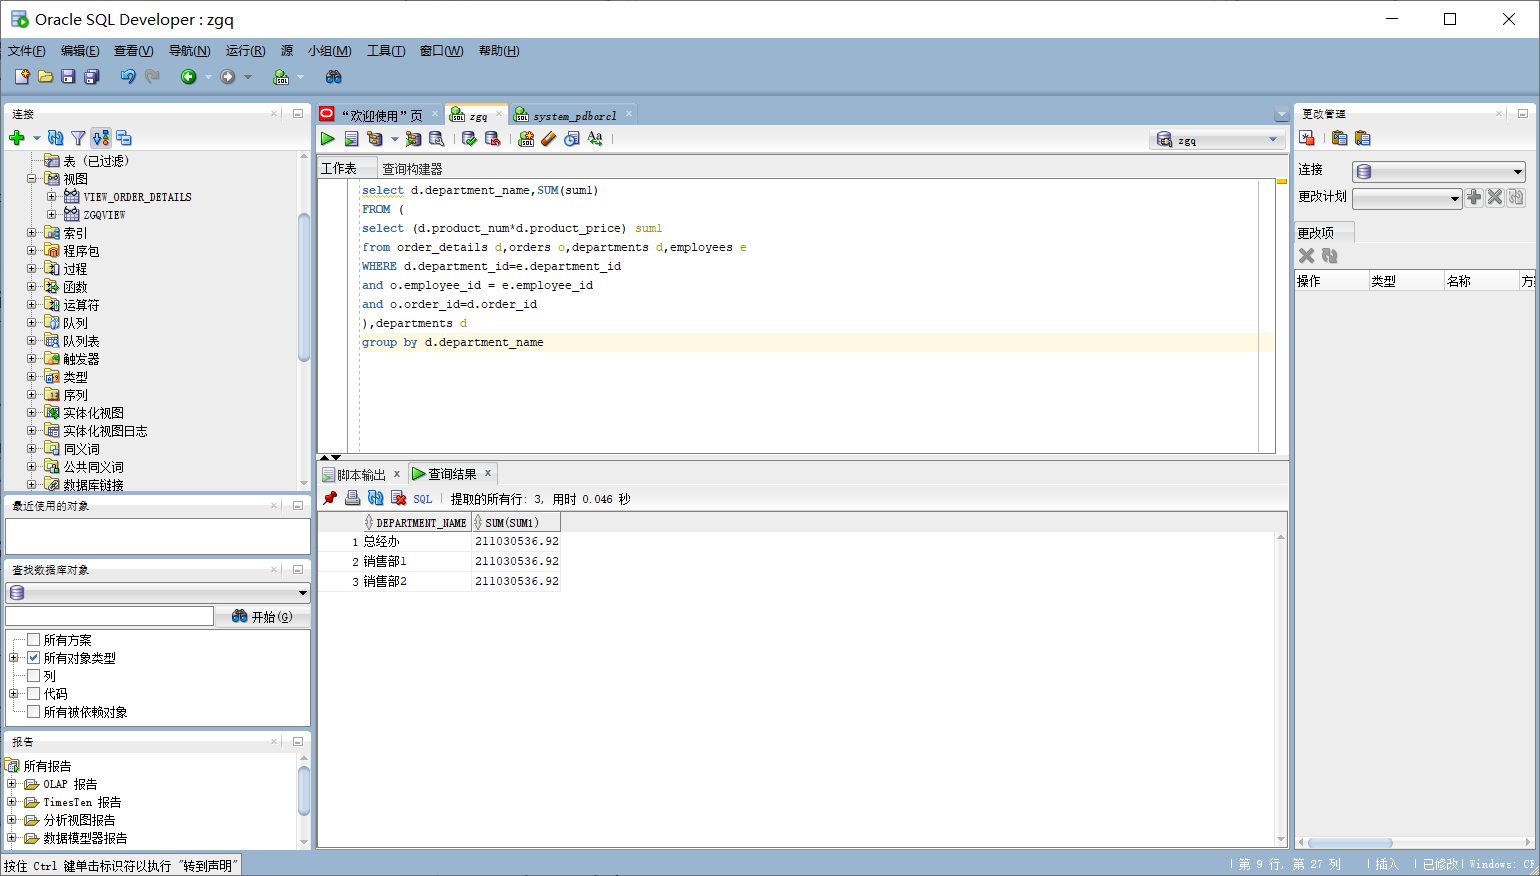 Oracle SQL Developer : zgq
文件(F) 编辑(E) 查看(V) 导航(N) 运行(R) 源 小组(M) 工具(T) 窗口(W) 帮助(H)
连接
表 (已过滤)
视图
VIEW_ORDER_DETAILS
ZGQVIEW
索引
程序包
过程
函数
运算符
队列
队列表
触发器
类型
序列
实体化视图
实体化视图日志
同义词
公共同义词
数据库链接
最近使用的对象
查找数据库对象
开始(G)
所有方案
所有对象类型
列
代码
所有被依赖对象
报告
所有报告
OLAP 报告
TimesTen 报告
分析视图报告
数据模型器报告
按住 Ctrl 键单击标识符以执行 "转到声明"
“欢迎使用”页 zgq system_pdborcl
zgq
工作表 查询构建器
select d.department_name,SUM(sum1)
FROM (
select (d.product_num*d.product_price) sum1
from order_details d,orders o,departments d,employees e
WHERE d.department_id=e.department_id
and o.employee_id = e.employee_id
and o.order_id=d.order_id
),departments d
group by d.department_name
脚本输出 查询结果
SQL 提取的所有行: 3, 用时 0.046 秒
DEPARTMENT_NAME SUM(SUM1)
1 总经办 211030536.92
2 销售部1 211030536.92
3 销售部2 211030536.92
更改管理
连接
更改计划
更改项
操作 类型 名称 方
第 9 行, 第 27 列 插入 已修改 Windows: CR